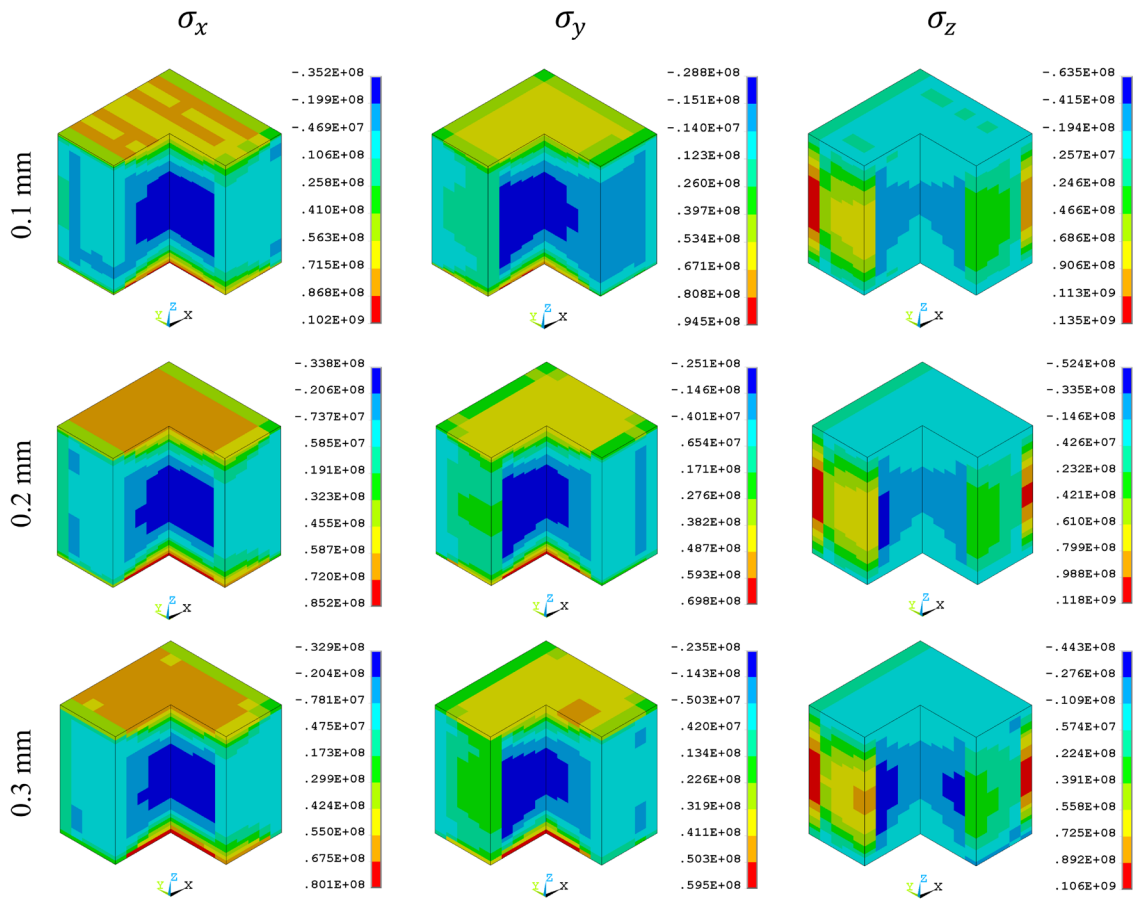 σx
σy
σz
0.1 mm
-.352E+08
-.199E+08
-.469E+07
.106E+08
.258E+08
.410E+08
.563E+08
.715E+08
.868E+08
.102E+09
Y Z X
-.288E+08
-.151E+08
-.140E+07
.123E+08
.260E+08
.397E+08
.534E+08
.671E+08
.808E+08
.945E+08
Y Z X
-.635E+08
-.415E+08
-.194E+08
.257E+07
.246E+08
.466E+08
.686E+08
.906E+08
.113E+09
.135E+09
Y Z X
0.2 mm
-.338E+08
-.206E+08
-.737E+07
.585E+07
.191E+08
.323E+08
.455E+08
.587E+08
.720E+08
.852E+08
Y Z X
-.251E+08
-.146E+08
-.401E+07
.654E+07
.171E+08
.276E+08
.382E+08
.487E+08
.593E+08
.698E+08
Y Z X
-.524E+08
-.335E+08
-.146E+08
.426E+07
.232E+08
.421E+08
.610E+08
.799E+08
.988E+08
.118E+09
Y Z X
0.3 mm
-.329E+08
-.204E+08
-.781E+07
.475E+07
.173E+08
.299E+08
.424E+08
.550E+08
.675E+08
.801E+08
Y Z X
-.235E+08
-.143E+08
-.503E+07
.420E+07
.134E+08
.226E+08
.319E+08
.411E+08
.503E+08
.595E+08
Y Z X
-.443E+08
-.276E+08
-.109E+08
.574E+07
.224E+08
.391E+08
.558E+08
.725E+08
.892E+08
.106E+09
Y Z X